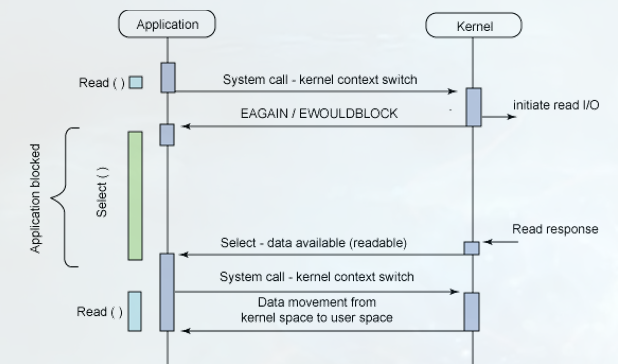 Application
Kernel
Read ( )
System call - kernel context switch
initiate read I/O
EAGAIN / EWOULDBLOCK
Application blocked
Select ( )
Read response
Select - data available (readable)
System call - kernel context switch
Read ( )
Data movement from
kernel space to user space